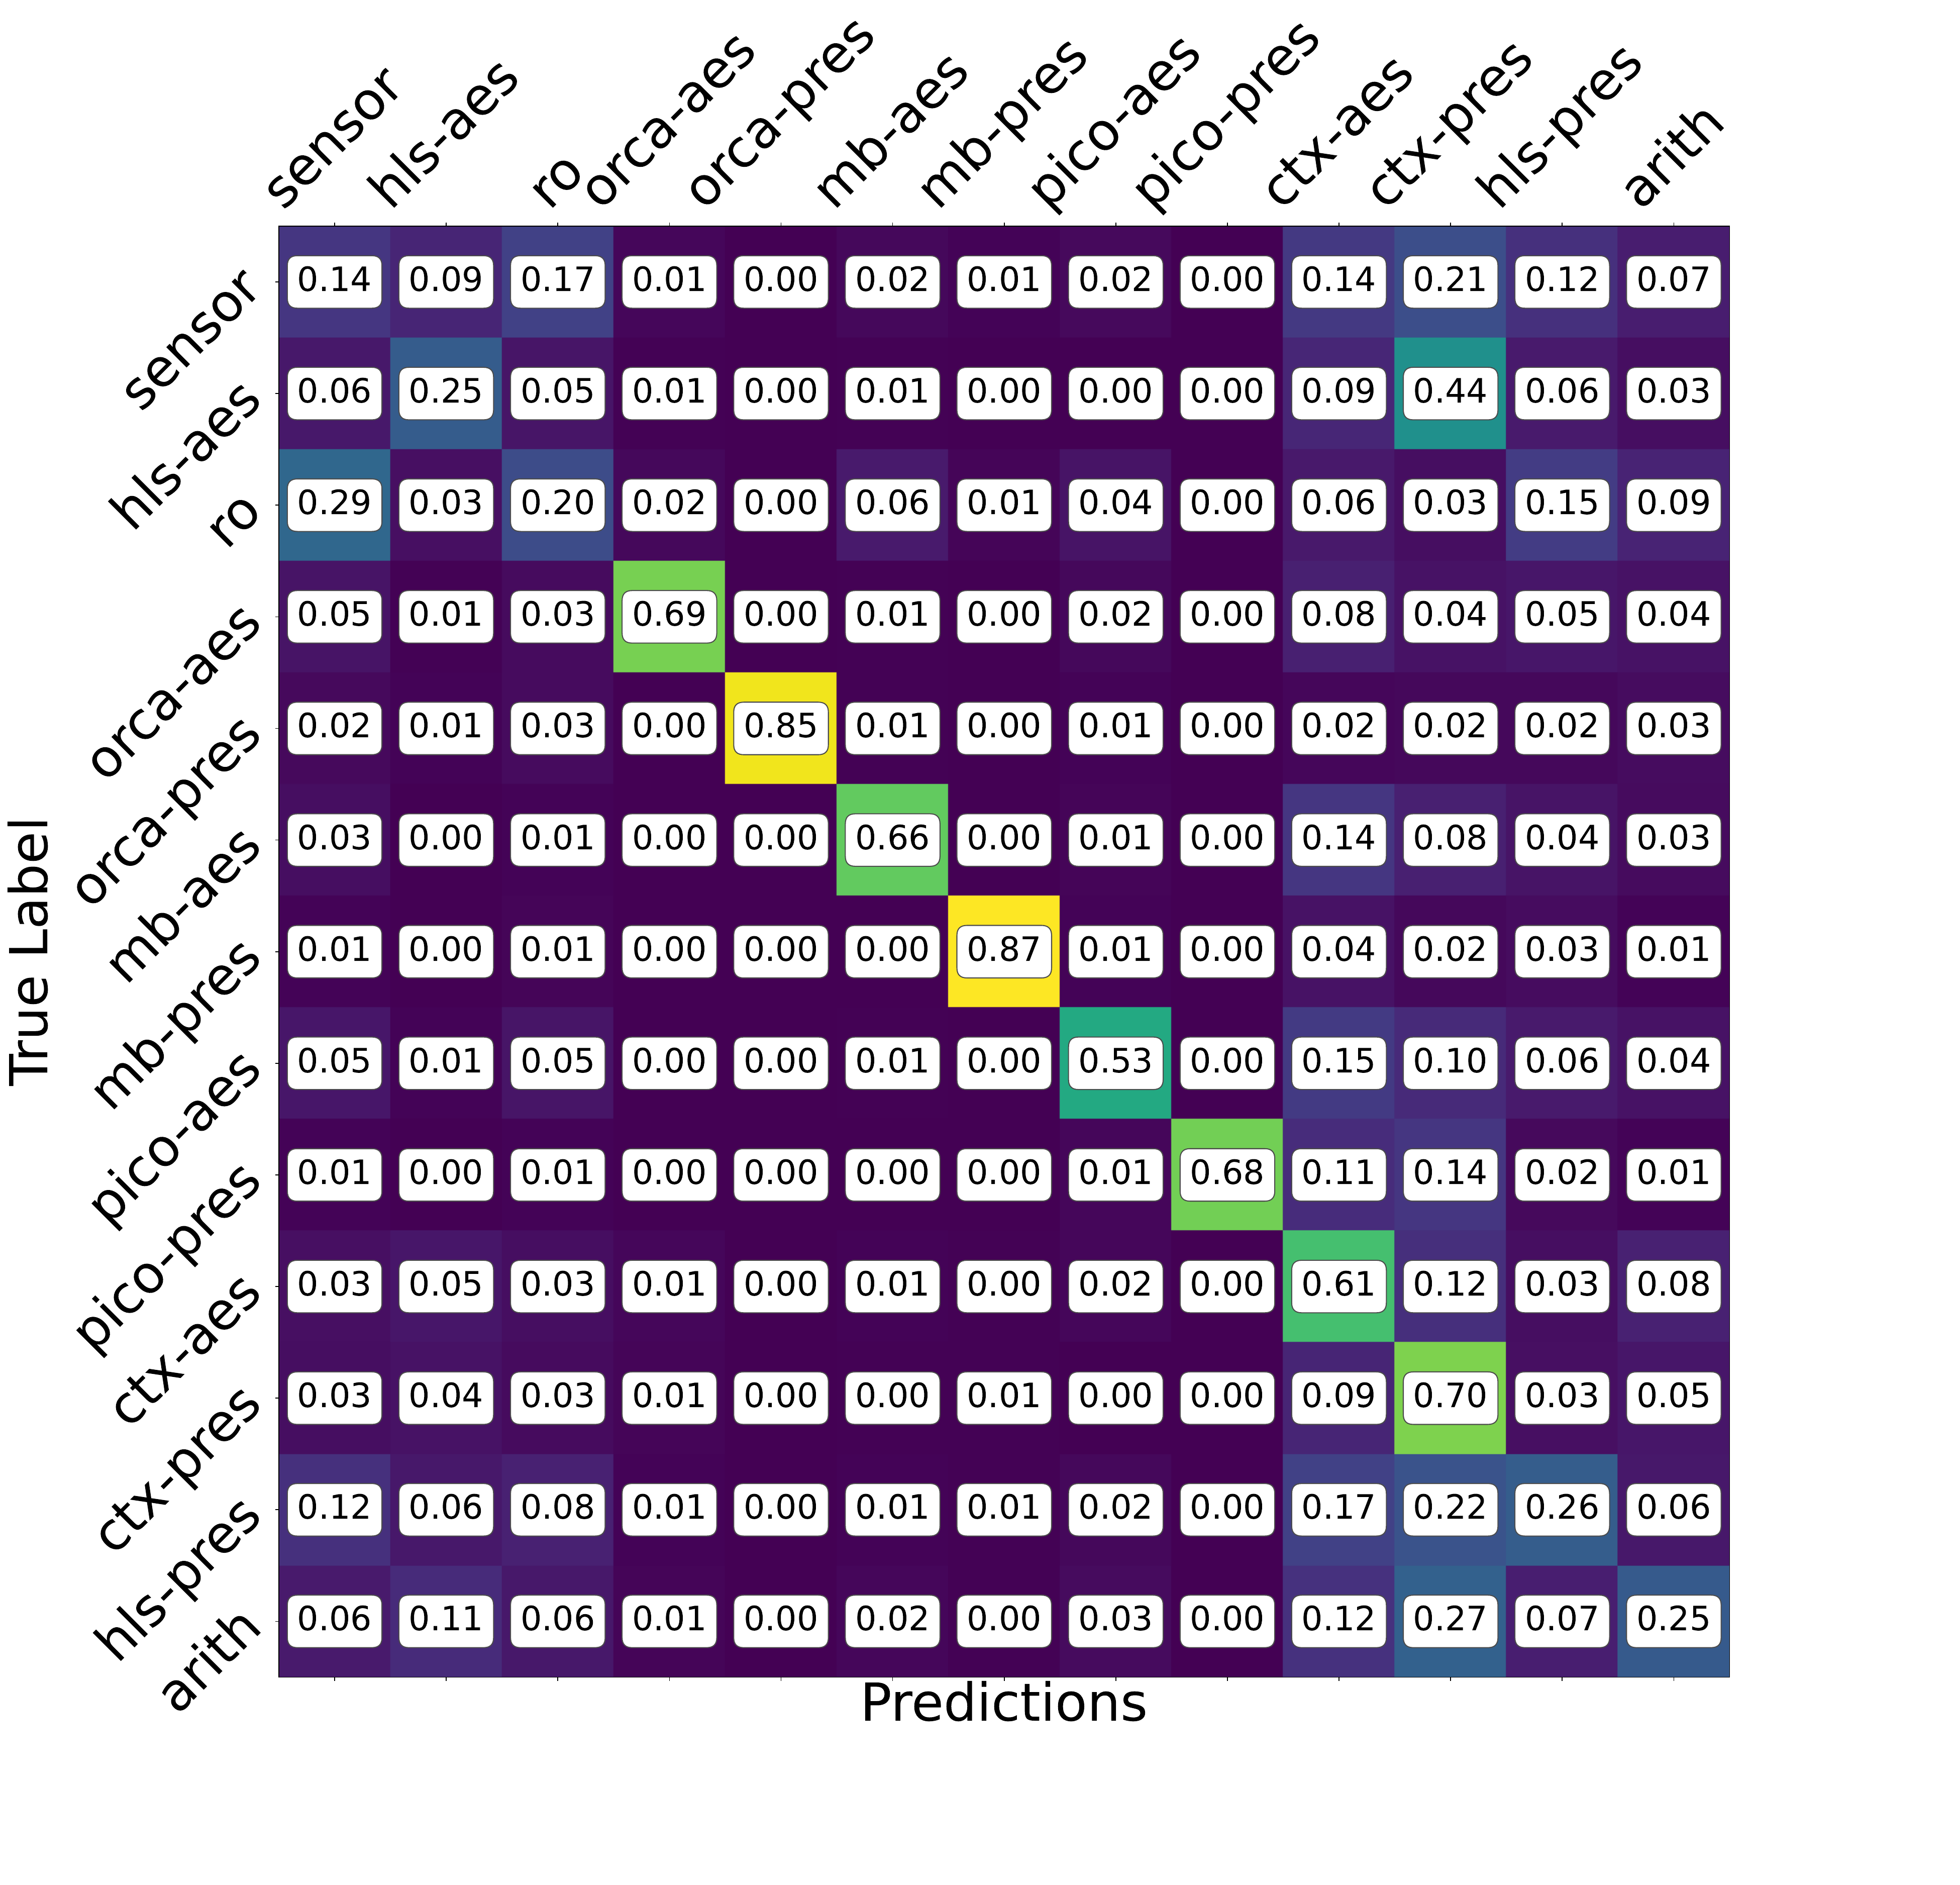 sensor hls-aes ro orca-aes orca-pres mb-aes mb-pres pico-aes pico-pres ctx-aes ctx-pres hls-pres arith
True Label
sensor 0.14 0.09 0.17 0.01 0.00 0.02 0.01 0.02 0.00 0.14 0.21 0.12 0.07
hls-aes 0.06 0.25 0.05 0.01 0.00 0.01 0.00 0.00 0.00 0.09 0.44 0.06 0.03
ro 0.29 0.03 0.20 0.02 0.00 0.06 0.01 0.04 0.00 0.06 0.03 0.15 0.09
orca-aes 0.05 0.01 0.03 0.69 0.00 0.01 0.00 0.02 0.00 0.08 0.04 0.05 0.04
orca-pres 0.02 0.01 0.03 0.00 0.85 0.01 0.00 0.01 0.00 0.02 0.02 0.02 0.03
mb-aes 0.03 0.00 0.01 0.00 0.00 0.66 0.00 0.01 0.00 0.14 0.08 0.04 0.03
mb-pres 0.01 0.00 0.01 0.00 0.00 0.00 0.87 0.01 0.00 0.04 0.02 0.03 0.01
pico-aes 0.05 0.01 0.05 0.00 0.00 0.01 0.00 0.53 0.00 0.15 0.10 0.06 0.04
pico-pres 0.01 0.00 0.01 0.00 0.00 0.00 0.00 0.01 0.68 0.11 0.14 0.02 0.01
ctx-aes 0.03 0.05 0.03 0.01 0.00 0.01 0.00 0.02 0.00 0.61 0.12 0.03 0.08
ctx-pres 0.03 0.04 0.03 0.01 0.00 0.00 0.01 0.00 0.00 0.09 0.70 0.03 0.05
hls-pres 0.12 0.06 0.08 0.01 0.00 0.01 0.01 0.02 0.00 0.17 0.22 0.26 0.06
arith 0.06 0.11 0.06 0.01 0.00 0.02 0.00 0.03 0.00 0.12 0.27 0.07 0.25
Predictions